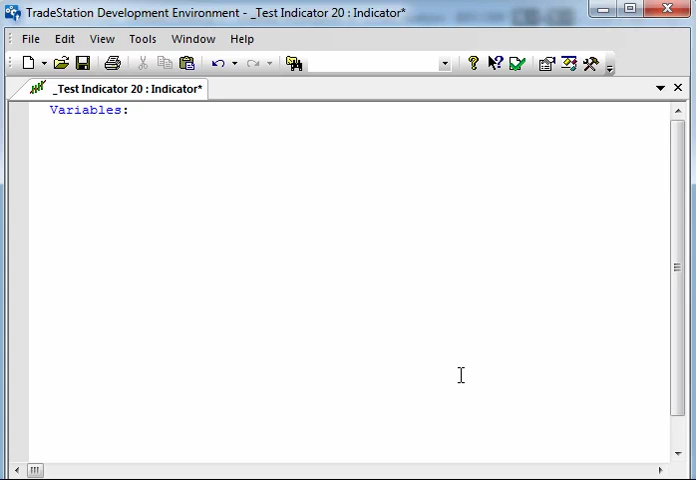 TradeStation Development Environment - _Test Indicator 20 : Indicator*
File Edit View Tools Window Help
_Test Indicator 20 : Indicator*
Variables: